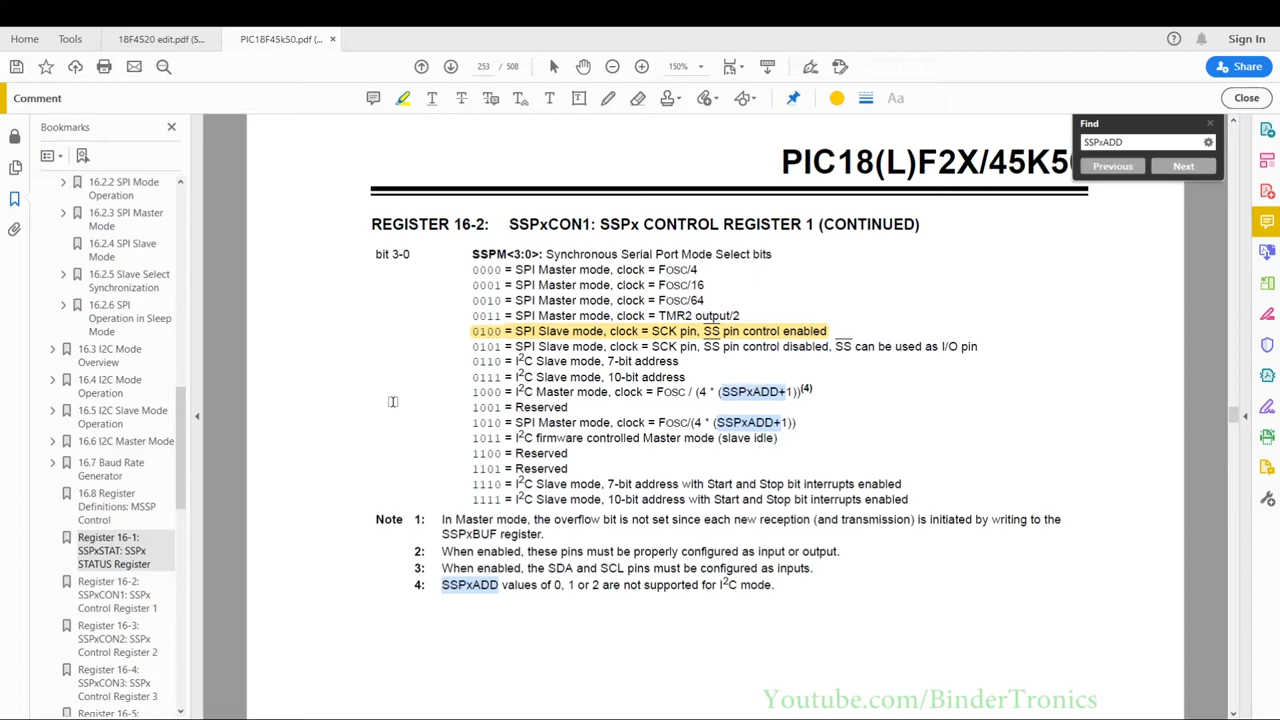 Home
Tools
18F4520 edit.pdf (S...
PIC18F45k50.pdf (...
Sign In
253 / 508
150%
Share
Comment
Aa
Close
Bookmarks
Find
SSPxADD
Previous
Next
16.2.2 SPI Mode
Operation
16.2.3 SPI Master
Mode
16.2.4 SPI Slave
Mode
16.2.5 Slave Select
Synchronization
16.2.6 SPI
Operation in Sleep
Mode
16.3 I2C Mode
Overview
16.4 I2C Mode
Operation
16.5 I2C Slave Mode
Operation
16.6 I2C Master Mode
16.7 Baud Rate
Generator
16.8 Register
Definitions: MSSP
Control
Register 16-1:
SSPxSTAT: SSPx
STATUS Register
Register 16-2:
SSPxCON1: SSPx
Control Register 1
Register 16-3:
SSPxCON2: SSPx
Control Register 2
Register 16-4:
SSPxCON3: SSPx
Control Register 3
Register 16-5:
PIC18(L)F2X/45K5
REGISTER 16-2: SSPxCON1: SSPx CONTROL REGISTER 1 (CONTINUED)
bit 3-0 SSPM<3:0>: Synchronous Serial Port Mode Select bits
0000 = SPI Master mode, clock = FOSC/4
0001 = SPI Master mode, clock = FOSC/16
0010 = SPI Master mode, clock = FOSC/64
0011 = SPI Master mode, clock = TMR2 output/2
0100 = SPI Slave mode, clock = SCK pin, SS pin control enabled
0101 = SPI Slave mode, clock = SCK pin, SS pin control disabled, SS can be used as I/O pin
0110 = I2C Slave mode, 7-bit address
0111 = I2C Slave mode, 10-bit address
1000 = I2C Master mode, clock = FOSC / (4 * (SSPxADD+1))(4)
1001 = Reserved
1010 = SPI Master mode, clock = FOSC/(4 * (SSPxADD+1))
1011 = I2C firmware controlled Master mode (slave idle)
1100 = Reserved
1101 = Reserved
1110 = I2C Slave mode, 7-bit address with Start and Stop bit interrupts enabled
1111 = I2C Slave mode, 10-bit address with Start and Stop bit interrupts enabled
Note 1: In Master mode, the overflow bit is not set since each new reception (and transmission) is initiated by writing to the
SSPxBUF register.
2: When enabled, these pins must be properly configured as input or output.
3: When enabled, the SDA and SCL pins must be configured as inputs.
4: SSPxADD values of 0, 1 or 2 are not supported for I2C mode.
Youtube.com/BinderTronics